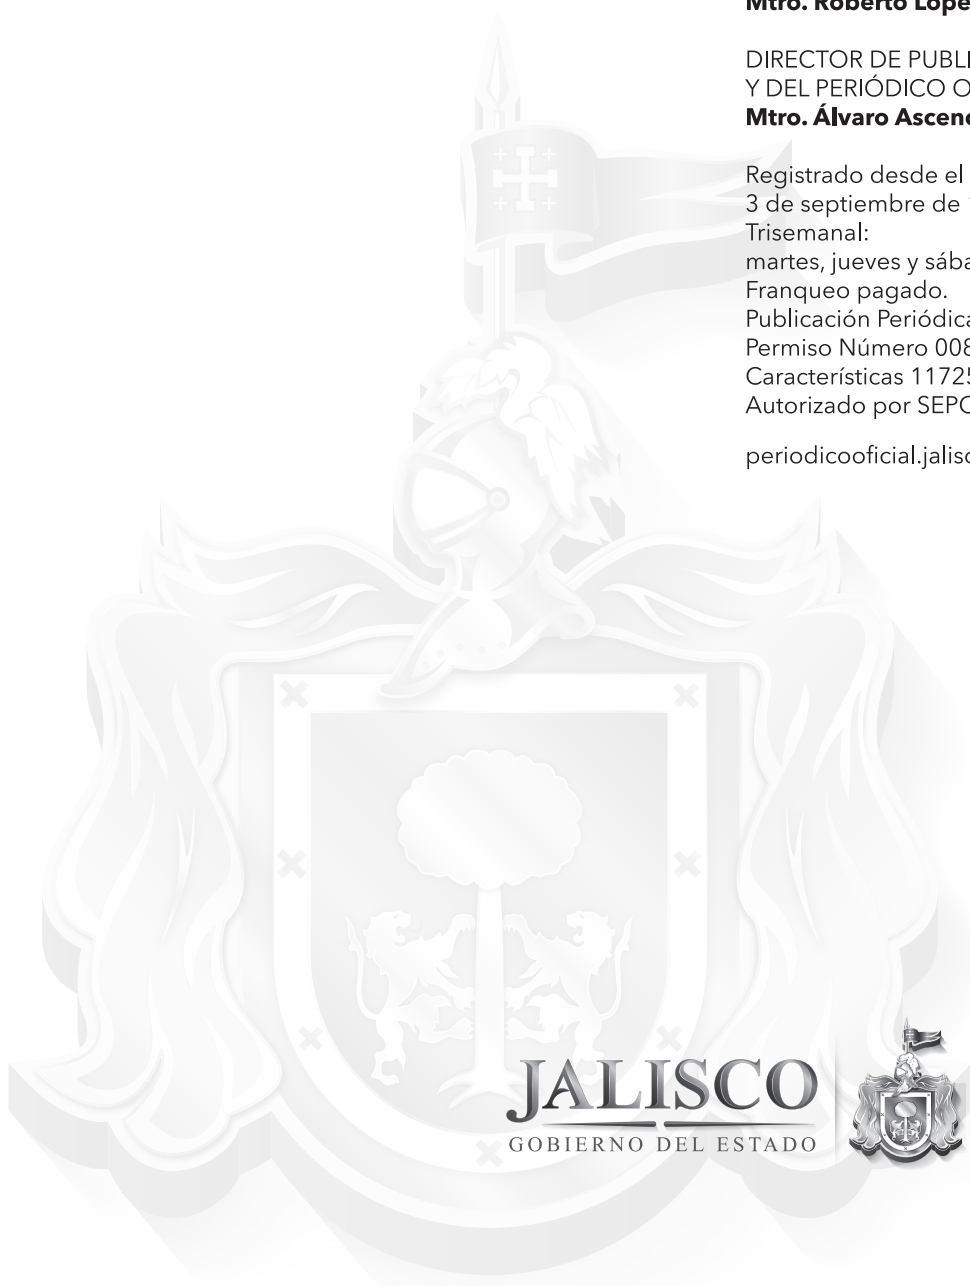 Mtro. Roberto
DIRECTOR DE
Y DEL PERIÓDICO
Mtro. Álvaro
Registrado desde el
3 de septiembre de
Trisemanal:
martes, jueves y
Franqueo pagado.
Publicación
Permiso Número
Características
Autorizado por
JALISCO
GOBIERNO DEL ESTADO